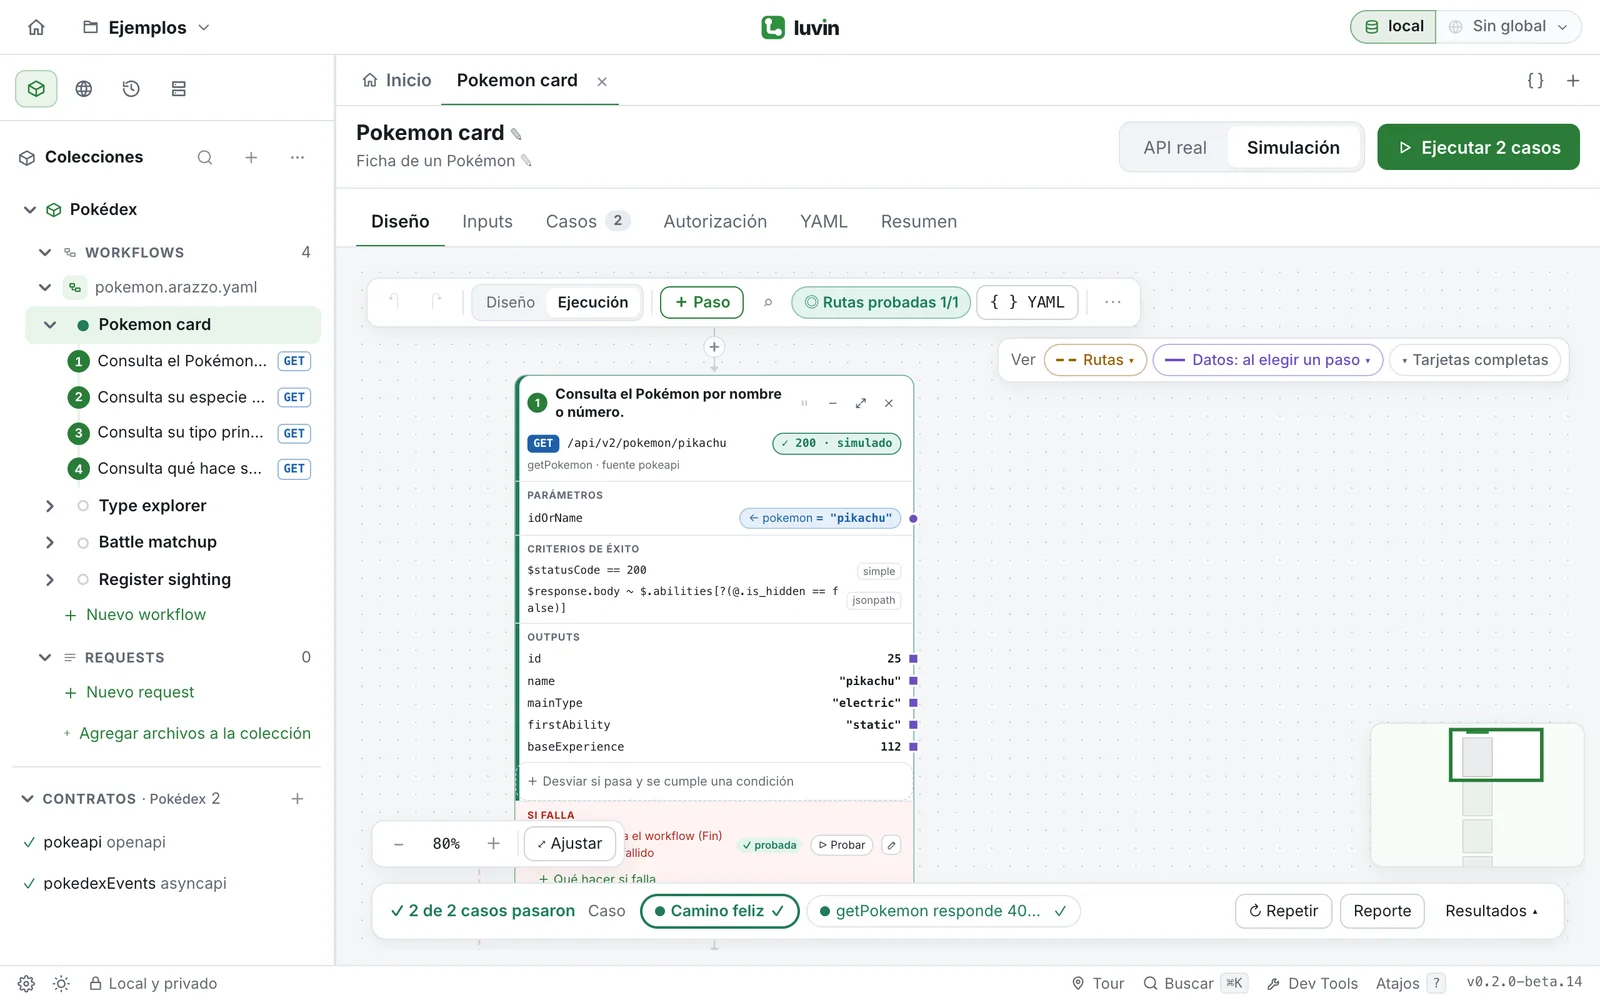 Ejemplos
luvin
local
Sin global
Inicio
Pokemon card
Colecciones
Pokédex
WORKFLOWS 4
pokemon.arazzo.yaml
Pokemon card
1 Consulta el Pokémon... GET
2 Consulta su especie ... GET
3 Consulta su tipo prin... GET
4 Consulta qué hace s... GET
Type explorer
Battle matchup
Register sighting
+ Nuevo workflow
REQUESTS 0
+ Nuevo request
+ Agregar archivos a la colección
CONTRATOS · Pokédex 2 +
✓ pokeapi openapi
✓ pokedexEvents asyncapi
Pokemon card
Ficha de un Pokémon
API real
Simulación
Ejecutar 2 casos
Diseño
Inputs
Casos 2
Autorización
YAML
Resumen
Diseño
Ejecución
+ Paso
Rutas probadas 1/1
{ } YAML
...
Ver
Rutas
Datos: al elegir un paso
Tarjetas completas
1 Consulta el Pokémon por nombre
o número.
GET /api/v2/pokemon/pikachu ✓ 200 · simulado
getPokemon · fuente pokeapi
PARÁMETROS
idOrName ← pokemon = "pikachu"
CRITERIOS DE ÉXITO
$statusCode == 200 simple
$response.body ~ $.abilities[?(@.is_hidden == f
alse)] jsonpath
OUTPUTS
id 25
name "pikachu"
mainType "electric"
firstAbility "static"
baseExperience 112
+ Desviar si pasa y se cumple una condición
SI FALLA
a el workflow (Fin)
allido
✓ probada
Probar
+ Qué hacer si falla
− 80% +
Ajustar
✓ 2 de 2 casos pasaron
Caso
Camino feliz ✓
getPokemon responde 40... ✓
Repetir
Reporte
Resultados
Local y privado
Tour
Buscar ⌘K
Dev Tools
Atajos ?
v0.2.0-beta.14